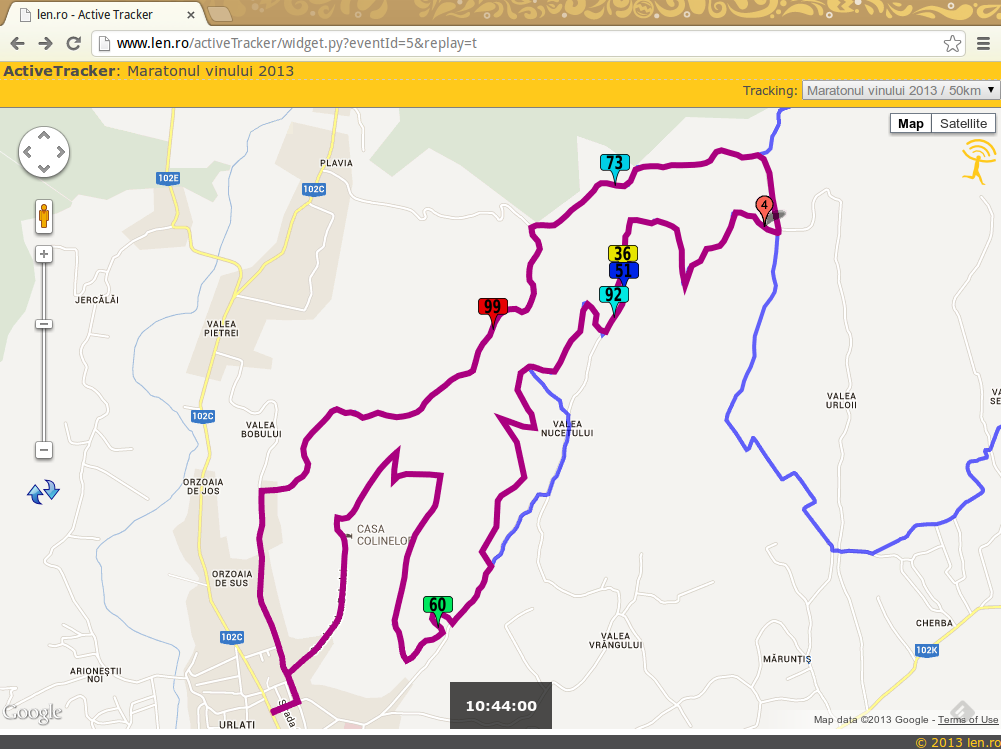 len.ro - Active Tracker
www.len.ro/activeTracker/widget.py?eventId=5&replay=t
ActiveTracker: Maratonul vinului 2013
Tracking: Maratonul vinului 2013 / 50km
Map Satellite
73
PLAVIA
102E
102C
4
36
51
92
99
JERCĂLĂI
VALEA
PIETREI
102C
VALEA
BOBULUI
VALEA
NUCETULUI
VALEA
URLOII
VA
SE
ORZOAIA
DE JOS
CASA
COLINELOR
ORZOAIA
DE SUS
60
102C
VALEA
VRÂNGULUI
CHERBA
102K
MĂRUNȚIȘ
ARIONEȘTII
NOI
Strada
URLATI
10:44:00
Google
Map data ©2013 Google - Terms of Use
© 2013 len.ro